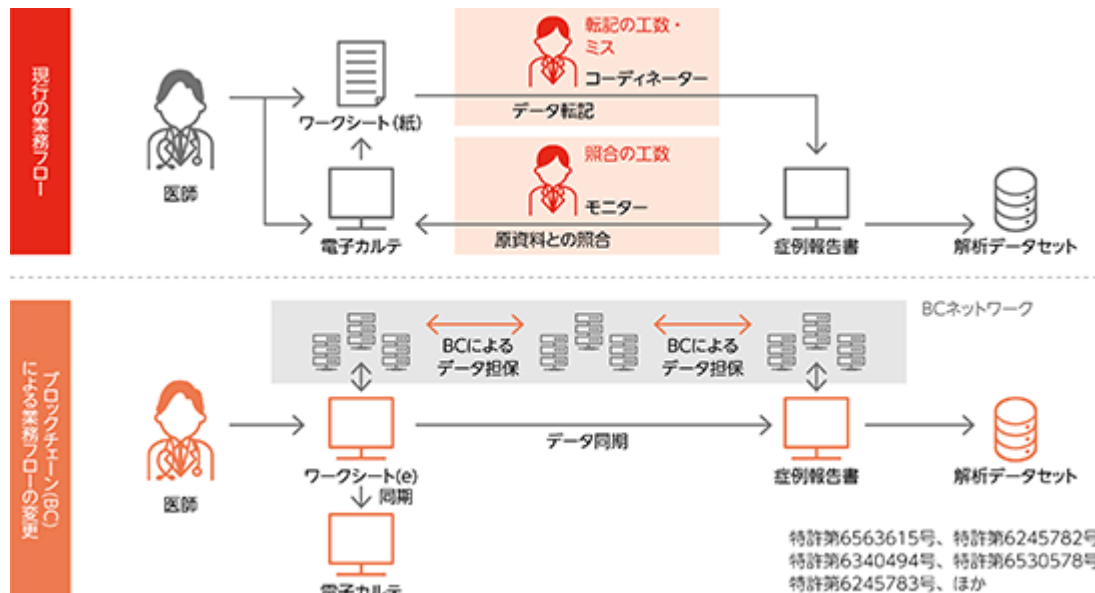 現行の業務フロー
医師
ワークシート(紙)
電子カルテ
転記の工数・
ミス
コーディネーター
データ転記
照合の工数
モニター
原資料との照合
症例報告書
解析データセット
ブロックチェーン(BC)
による業務フローの変更
BCネットワーク
BCによる
データ担保
BCによる
データ担保
医師
ワークシート(e)
同期
電子カルテ
データ同期
症例報告書
解析データセット
特許第6563615号、特許第6245782号
特許第6340494号、特許第6530578号
特許第6245783号、ほか